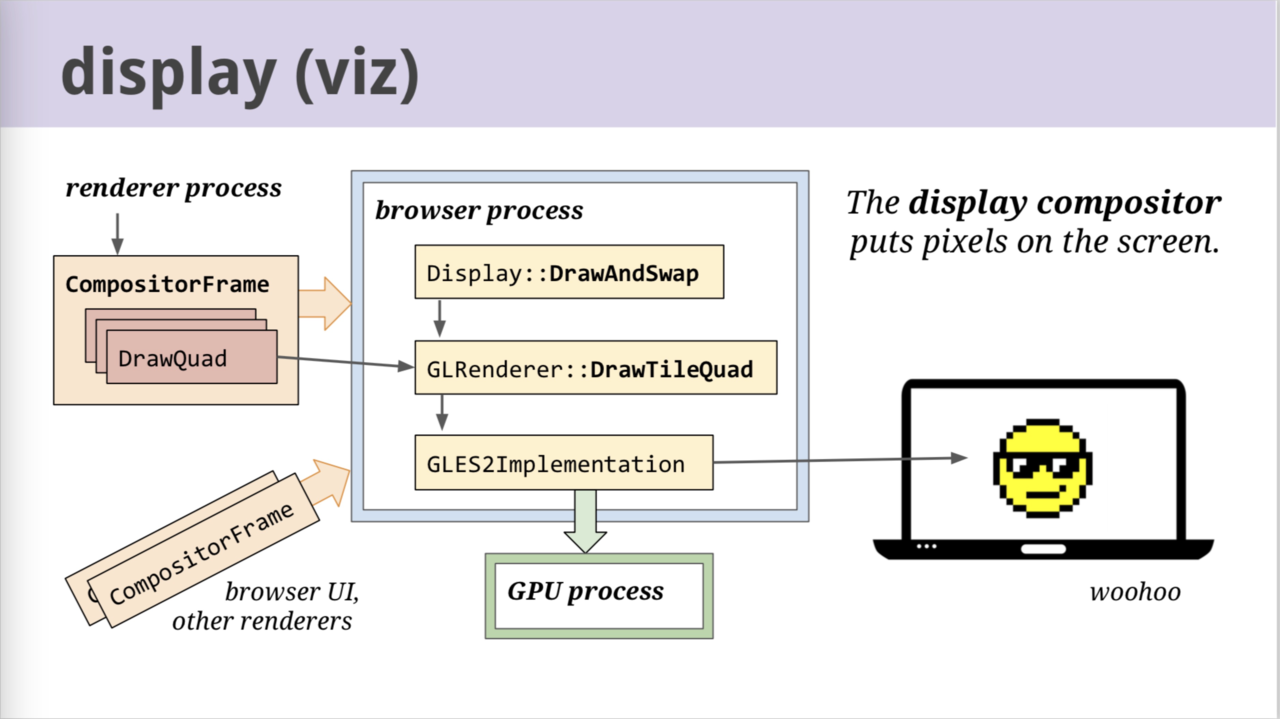 display (viz)
renderer process
CompositorFrame
DrawQuad
browser process
Display::DrawAndSwap
GLRenderer::DrawTileQuad
GLES2Implementation
The display compositor
puts pixels on the screen.
CompositorFrame
browser UI,
other renderers
GPU process
woohoo